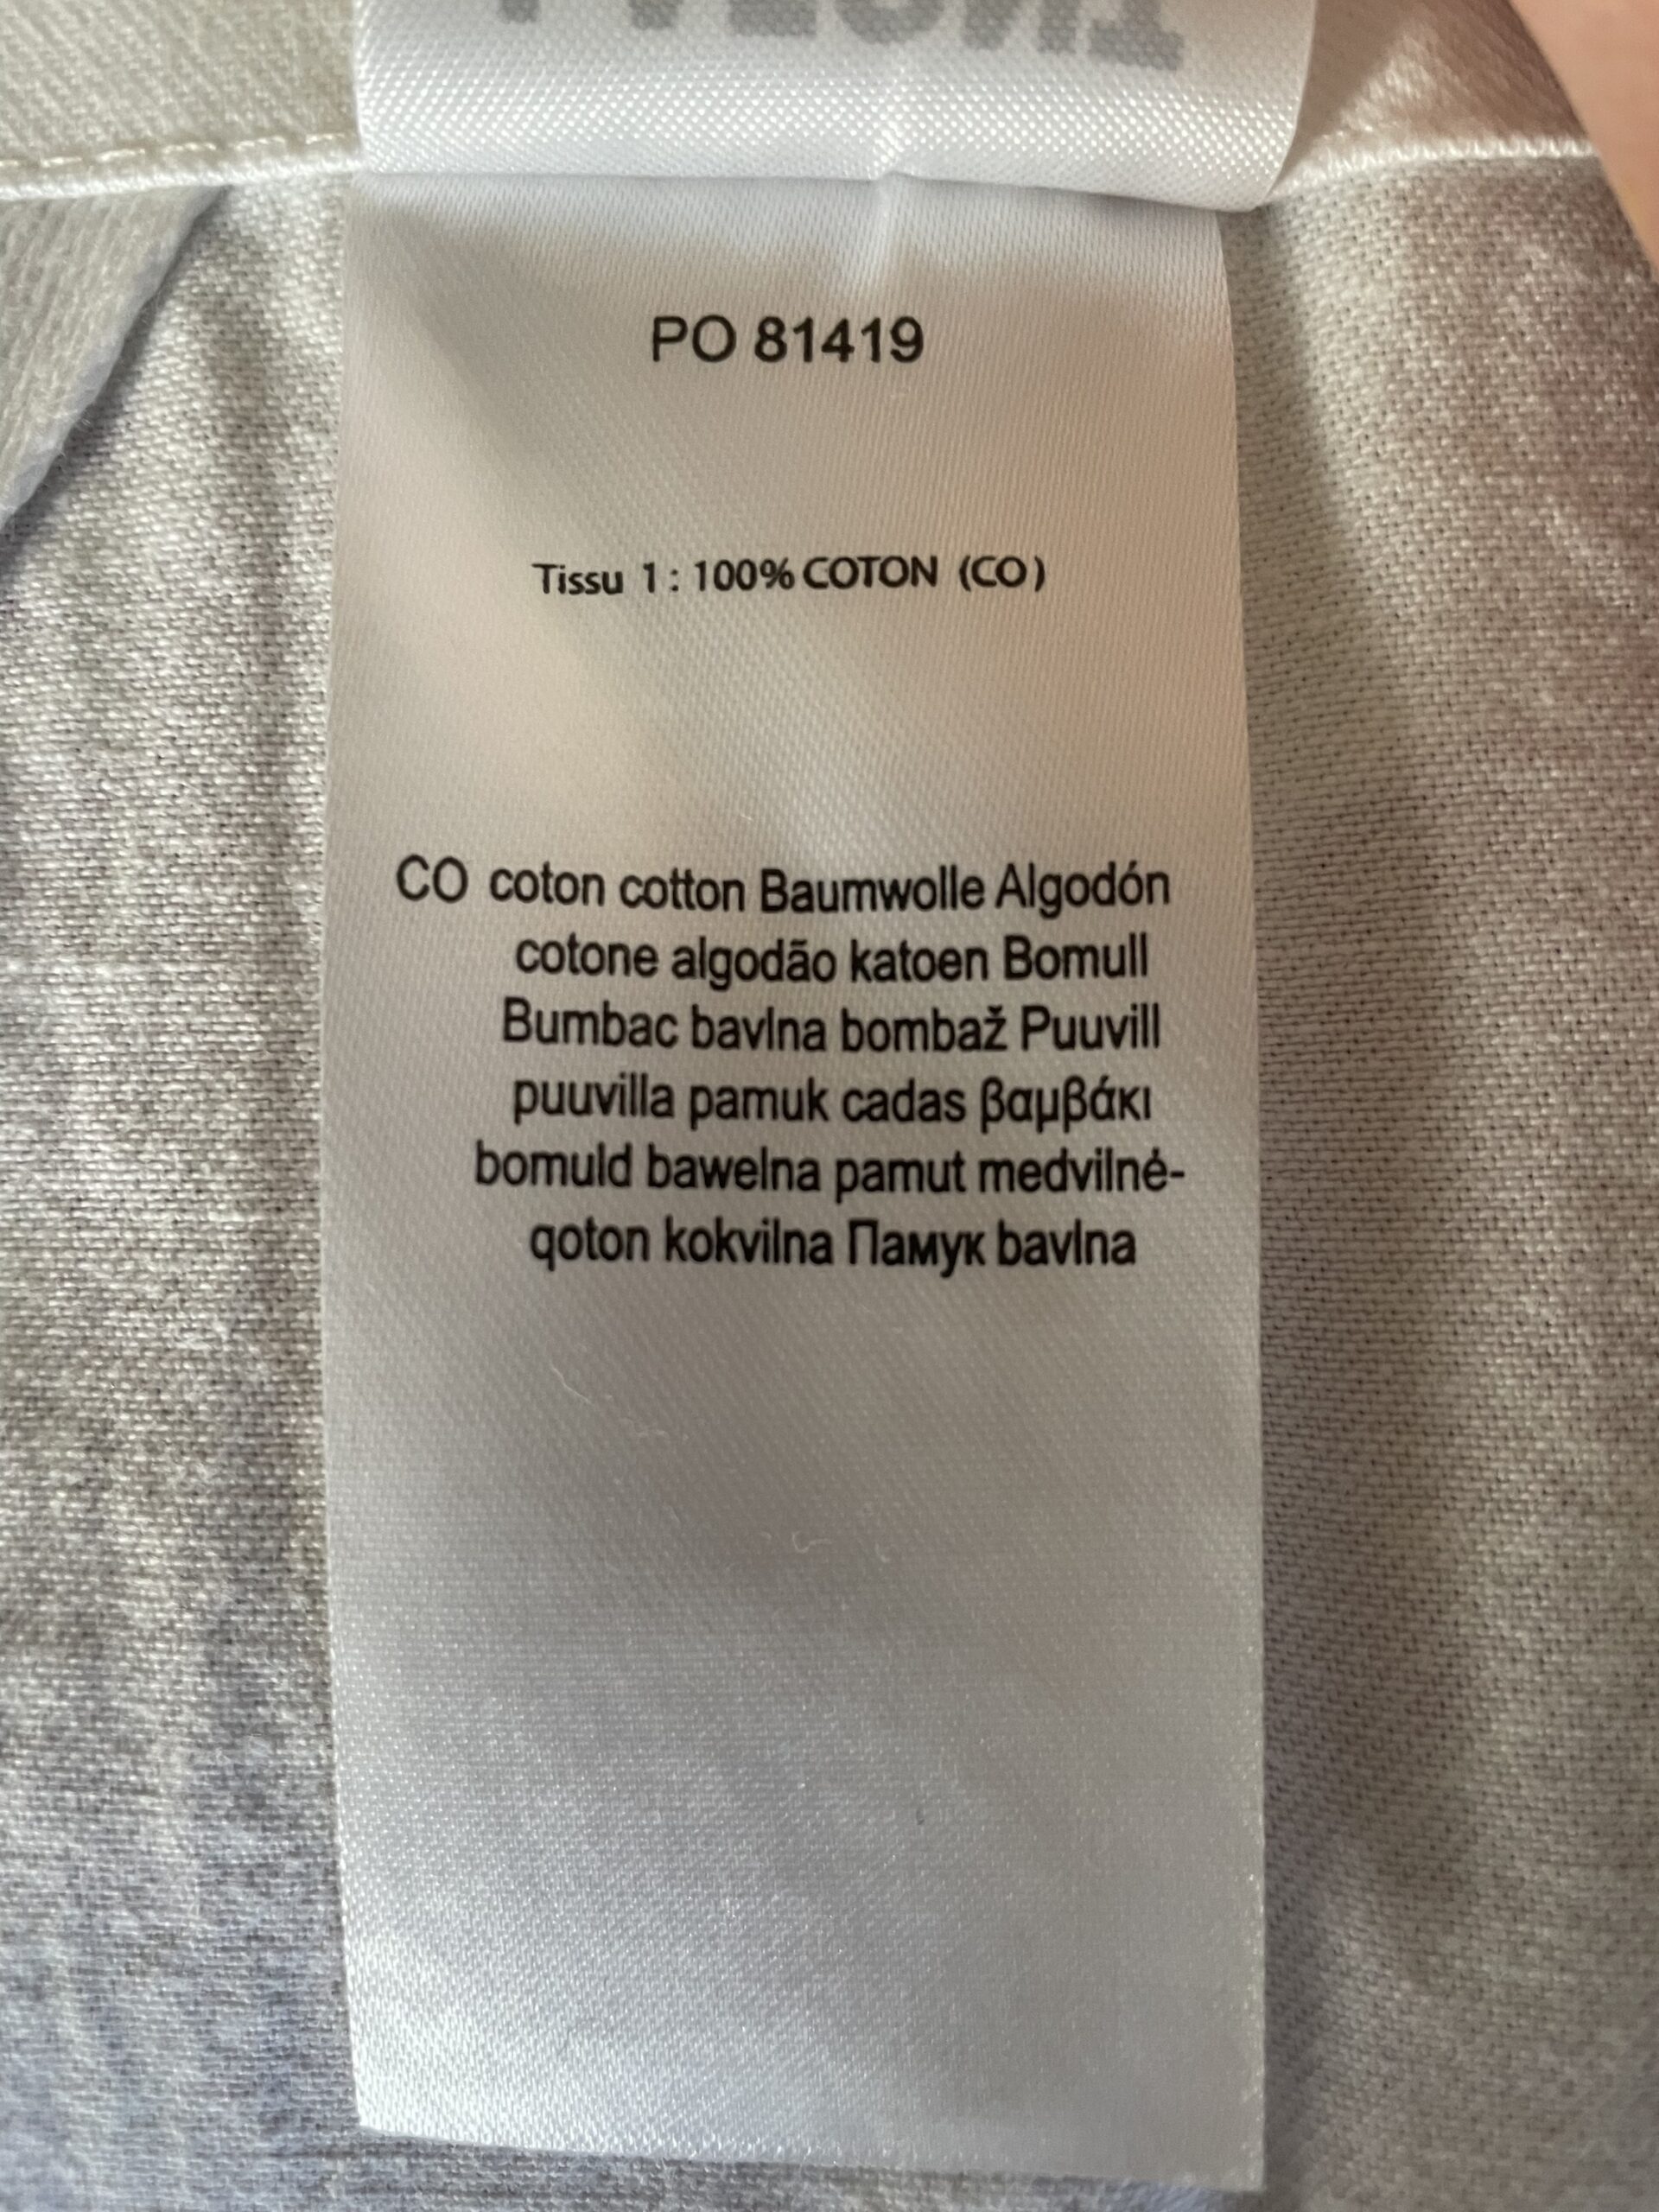 PO 81419
Tissu 1 : 100% COTON (CO)
CO coton cotton Baumwolle Algodón
cotone algodão katoen Bomull
Bumbac bavlna bombaž Puuvill
puuvilla pamuk cadas βαμβάκι
bomuld bawelna pamut medvilnė-
qoton kokvilna Памук bavlna